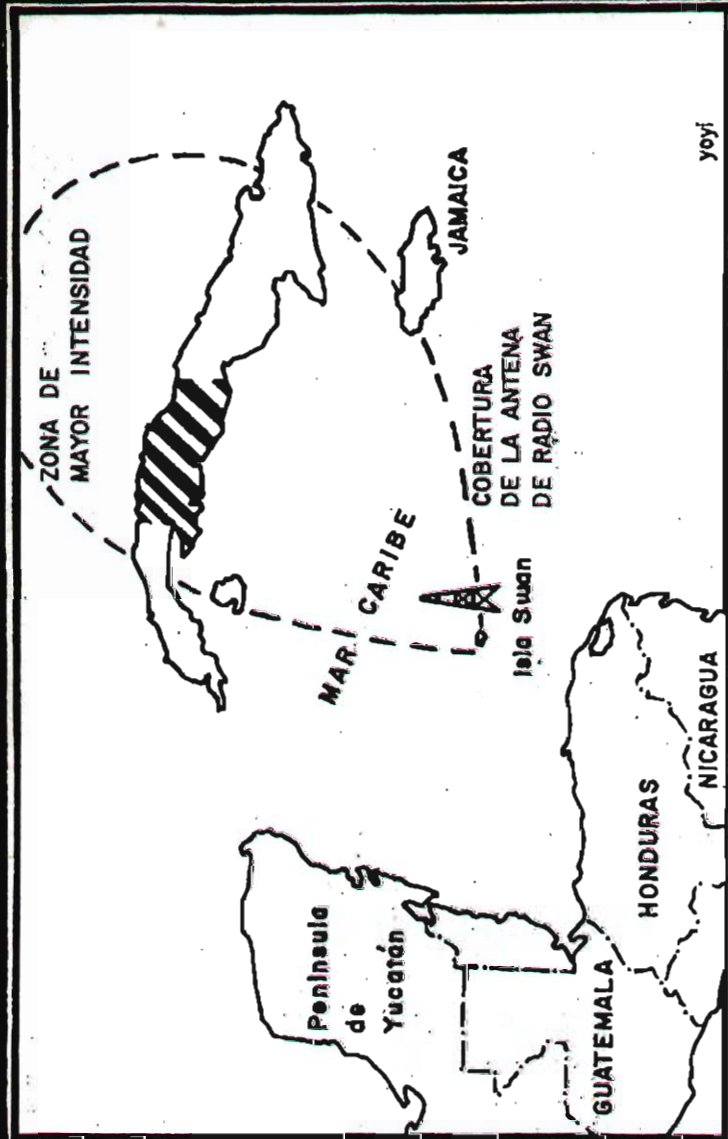 ZONA DE
MAYOR INTENSIDAD
JAMAICA
MAR CARIBE
COBERTURA
DE LA ANTENA
DE RADIO SWAN
Isla Swan
Península
de
Yucatán
GUATEMALA
HONDURAS
NICARAGUA
yoyi